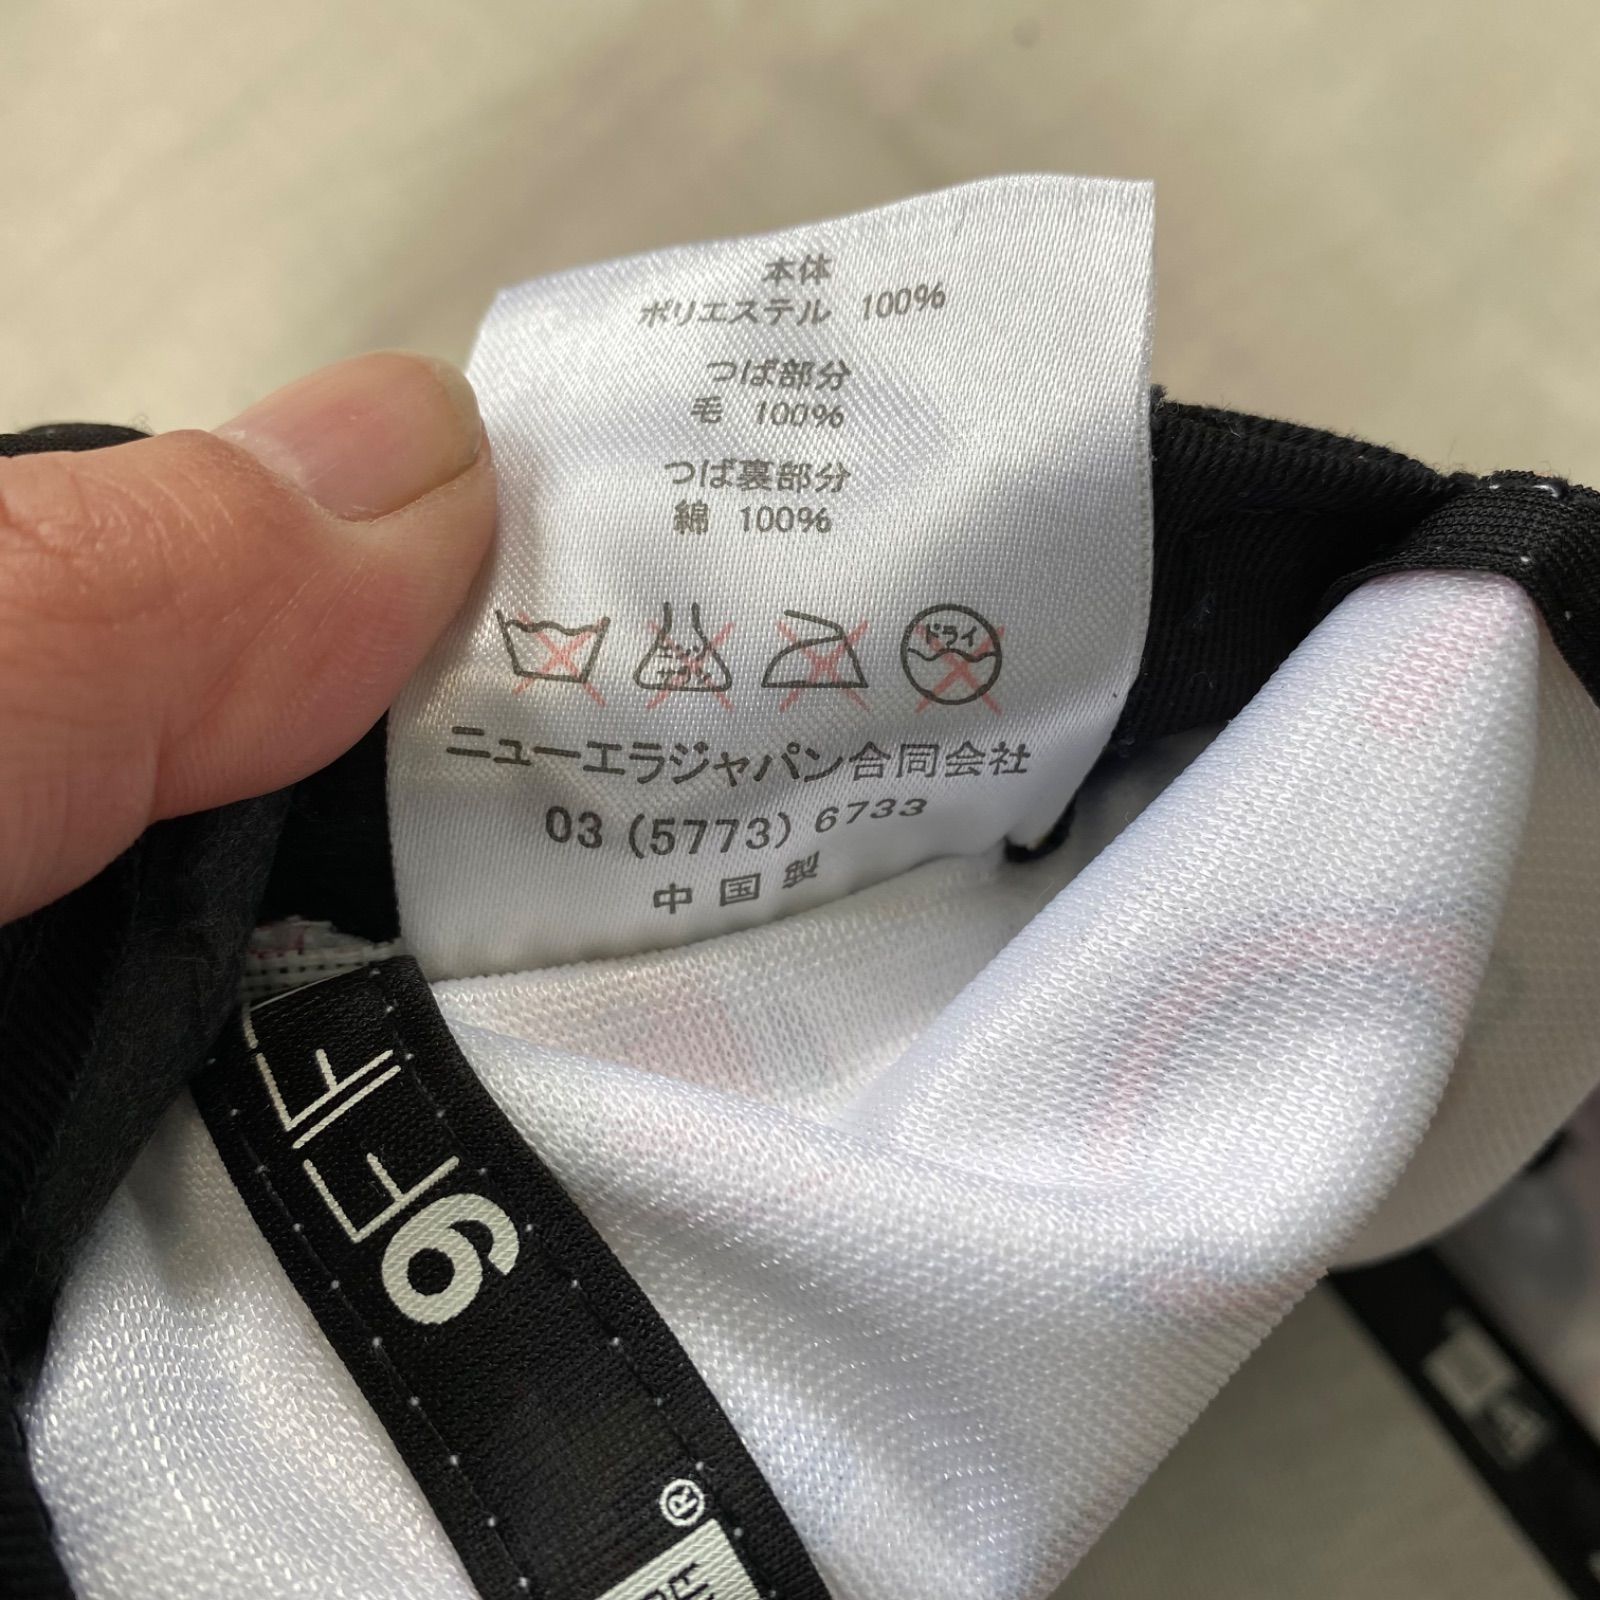 本体
ポリエステル 100%
つば部分
毛 100%
つば裏部分
綿 100%
ドライ
ニューエラジャパン合同会社
03 (5773) 6733
中国製
®